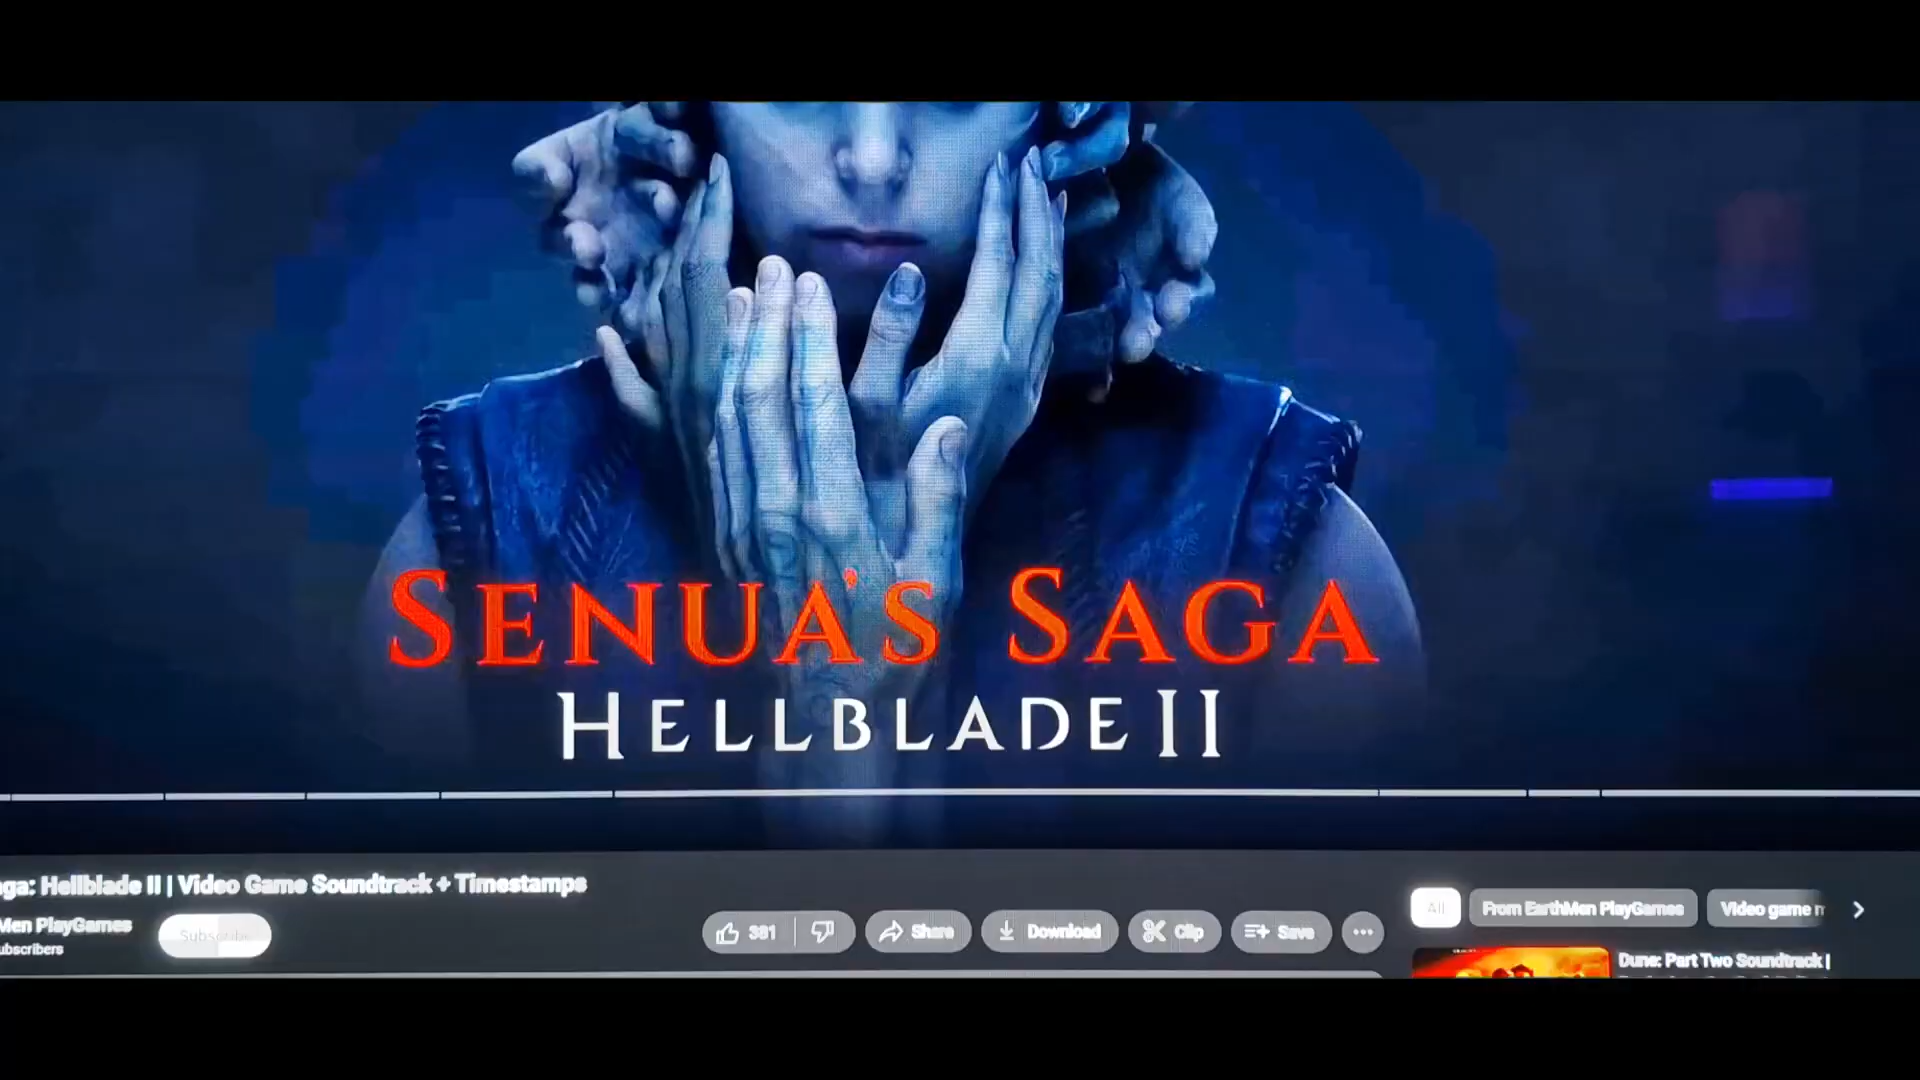 SENUA'S SAGA
HELLBLADE II
ga: Hellblade II | Video Game Soundtrack + Timestamps
Men PlayGames
ubscribers
Subscribe
381
Share
Download
Clip
Save
All
From EarthMen PlayGames
Video game m
Dune: Part Two Soundtrack |